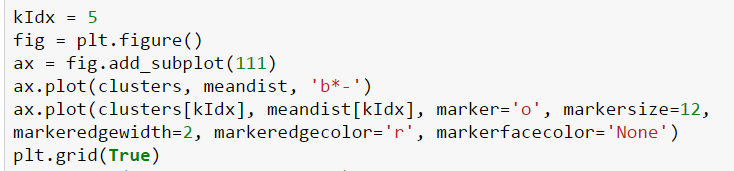 kIdx = 5
fig = plt.figure()
ax = fig.add_subplot(111)
ax.plot(clusters, meandist, 'b*-')
ax.plot(clusters[kIdx], meandist[kIdx], marker='o', markersize=12,
markeredgewidth=2, markeredgecolor='r', markerfacecolor='None')
plt.grid(True)